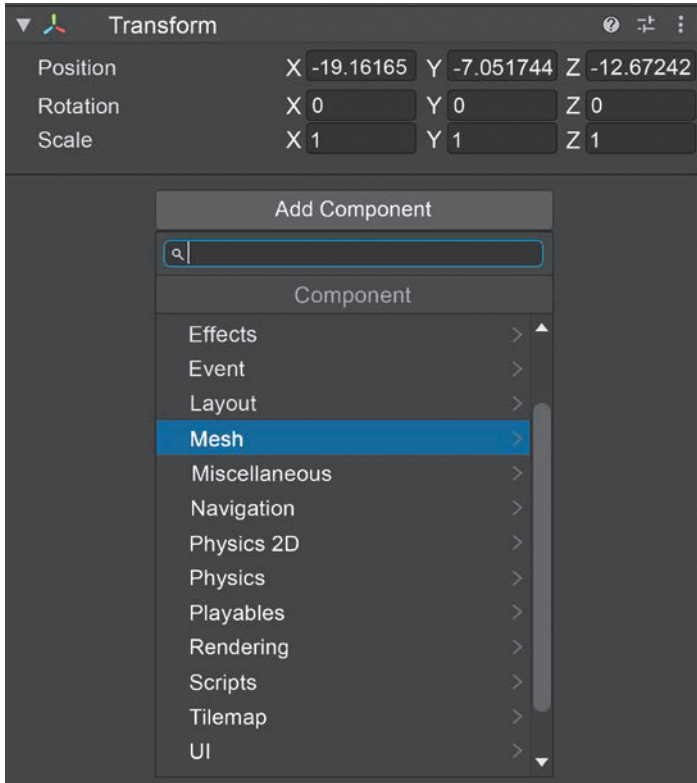 Transform
Position X -19.16165 Y -7.051744 Z -12.67242
Rotation X 0 Y 0 Z 0
Scale X 1 Y 1 Z 1
Add Component
Component
Effects
Event
Layout
Mesh
Miscellaneous
Navigation
Physics 2D
Physics
Playables
Rendering
Scripts
Tilemap
UI